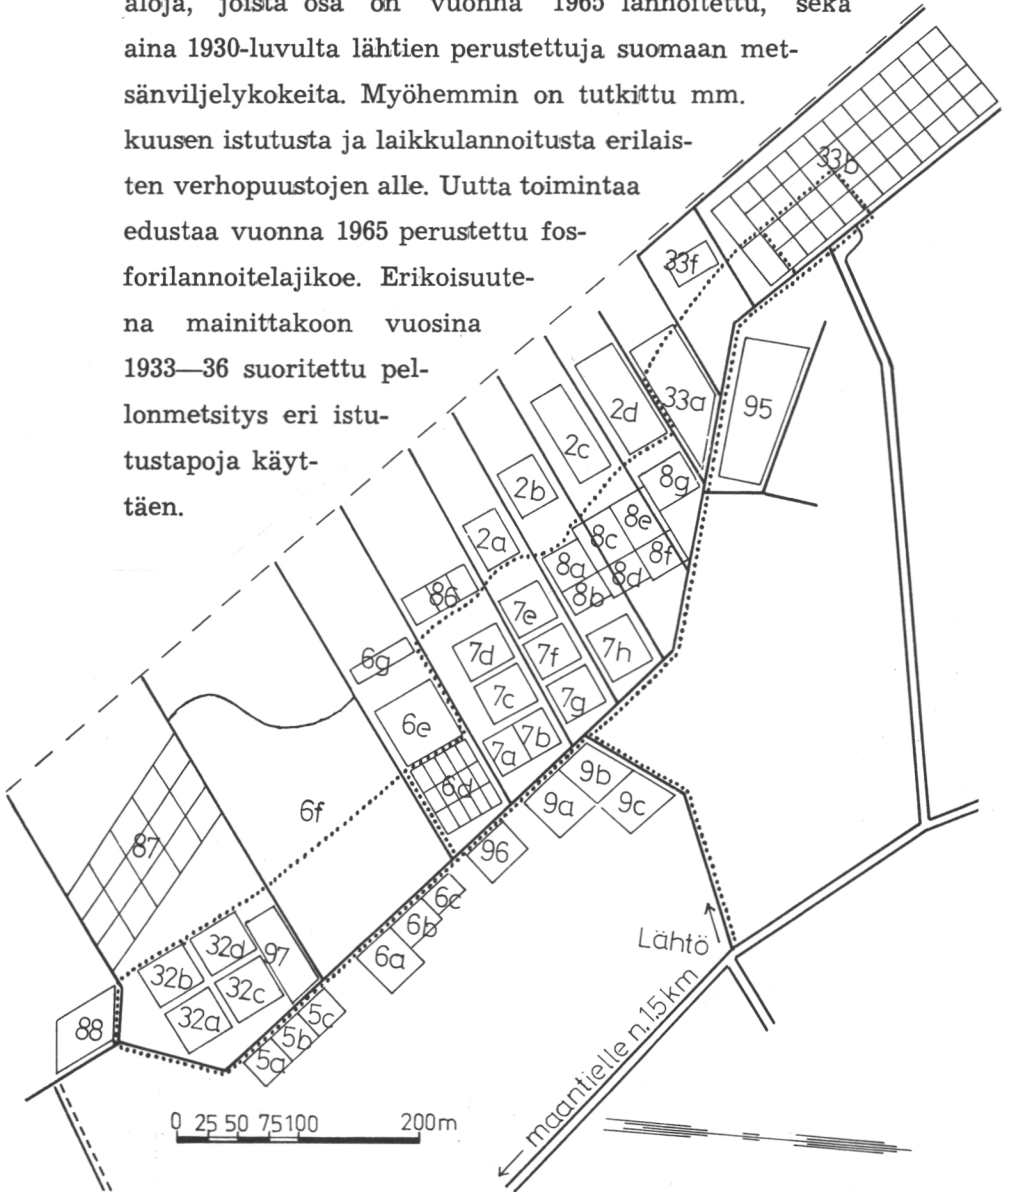 aloja, joista osa on vuonna 1965 lannoitettu, sekä
aina 1930-luvulta lähtien perustettuja suomaan met-
sänviljelykokeita. Myöhemmin on tutkittu mm.
kuusen istutusta ja laikkulannoitusta erilais-
ten verhopuustojen alle. Uutta toimintaa
edustaa vuonna 1965 perustettu fos-
forilannoitelajikoe. Erikoisuute-
na mainittakoon vuosina
1933—36 suoritettu pel-
lonmetsitys eri istu-
tustapoja käyt-
täen.
33b
33f
33a
95
2d
2c
2b
2a
8g
8e
8c
8f
8a
8d
8b
86
7e
7d
7f
7h
7c
7g
7b
7a
6g
6e
6d
6f
9b
9a
9c
96
87
6c
6b
6a
32d
97
32b
32c
32a
88
5c
5b
5a
Lähtö
maantielle n. 1.5 km
0 25 50 75 100 200m